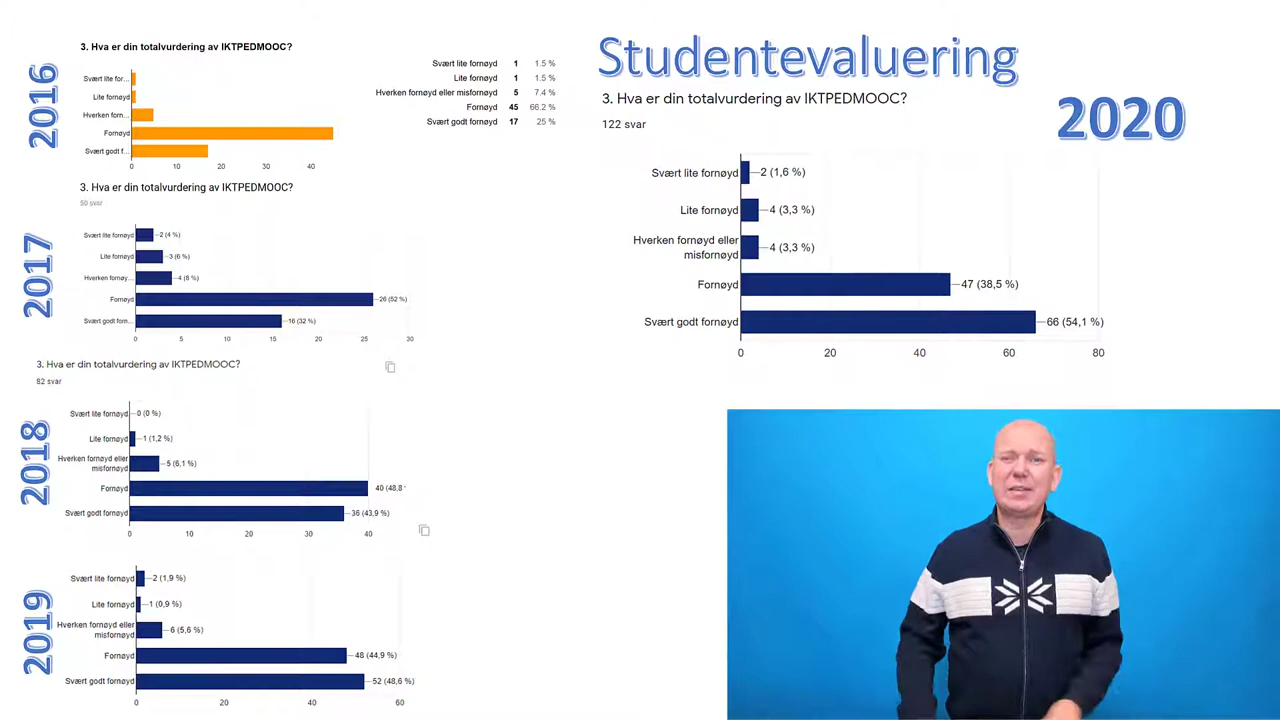 Studentevaluering
2016
3. Hva er din totalvurdering av IKTPEDMOOC?
Svært lite for...
Lite fornøyd
Hverken forn...
Fornøyd
Svært godt f...
0 10 20 30 40
Svært lite fornøyd 1 1.5 %
Lite fornøyd 1 1.5 %
Hverken fornøyd eller misfornøyd 5 7.4 %
Fornøyd 45 66.2 %
Svært godt fornøyd 17 25 %
2017
3. Hva er din totalvurdering av IKTPEDMOOC?
50 svar
Svært lite fornøyd 2 (4 %)
Lite fornøyd 3 (6 %)
Hverken fornøy... 4 (8 %)
Fornøyd 26 (52 %)
Svært godt forn... 16 (32 %)
0 5 10 15 20 25 30
2018
3. Hva er din totalvurdering av IKTPEDMOOC?
82 svar
Svært lite fornøyd 0 (0 %)
Lite fornøyd 1 (1,2 %)
Hverken fornøyd eller
misfornøyd 5 (6,1 %)
Fornøyd 40 (48,8
Svært godt fornøyd 36 (43,9 %)
0 10 20 30 40
2019
Svært lite fornøyd 2 (1,9 %)
Lite fornøyd 1 (0,9 %)
Hverken fornøyd eller
misfornøyd 6 (5,6 %)
Fornøyd 48 (44,9 %)
Svært godt fornøyd 52 (48,6 %)
0 20 40 60
2020
3. Hva er din totalvurdering av IKTPEDMOOC?
122 svar
Svært lite fornøyd 2 (1,6 %)
Lite fornøyd 4 (3,3 %)
Hverken fornøyd eller
misfornøyd 4 (3,3 %)
Fornøyd 47 (38,5 %)
Svært godt fornøyd 66 (54,1 %)
0 20 40 60 80